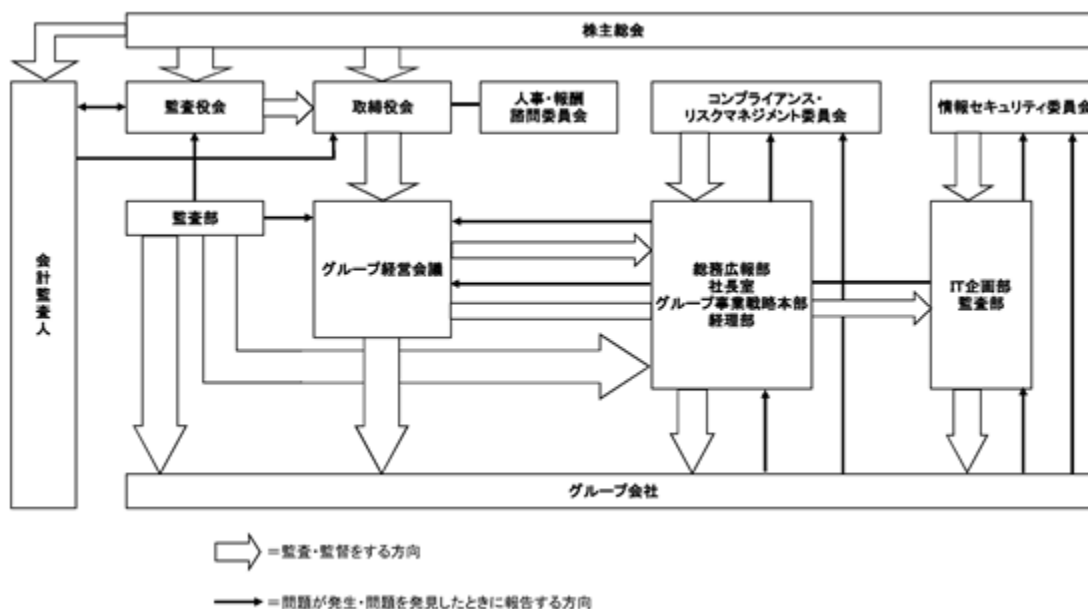 株主総会
監査役会
取締役会
人事・報酬
諮問委員会
コンプライアンス・
リスクマネジメント委員会
情報セキュリティ委員会
監査部
会計監査人
グループ経営会議
総務広報部
社長室
グループ事業戦略本部
経理部
IT企画部
監査部
グループ会社
=監査・監督をする方向
=問題が発生・問題を発見したときに報告する方向